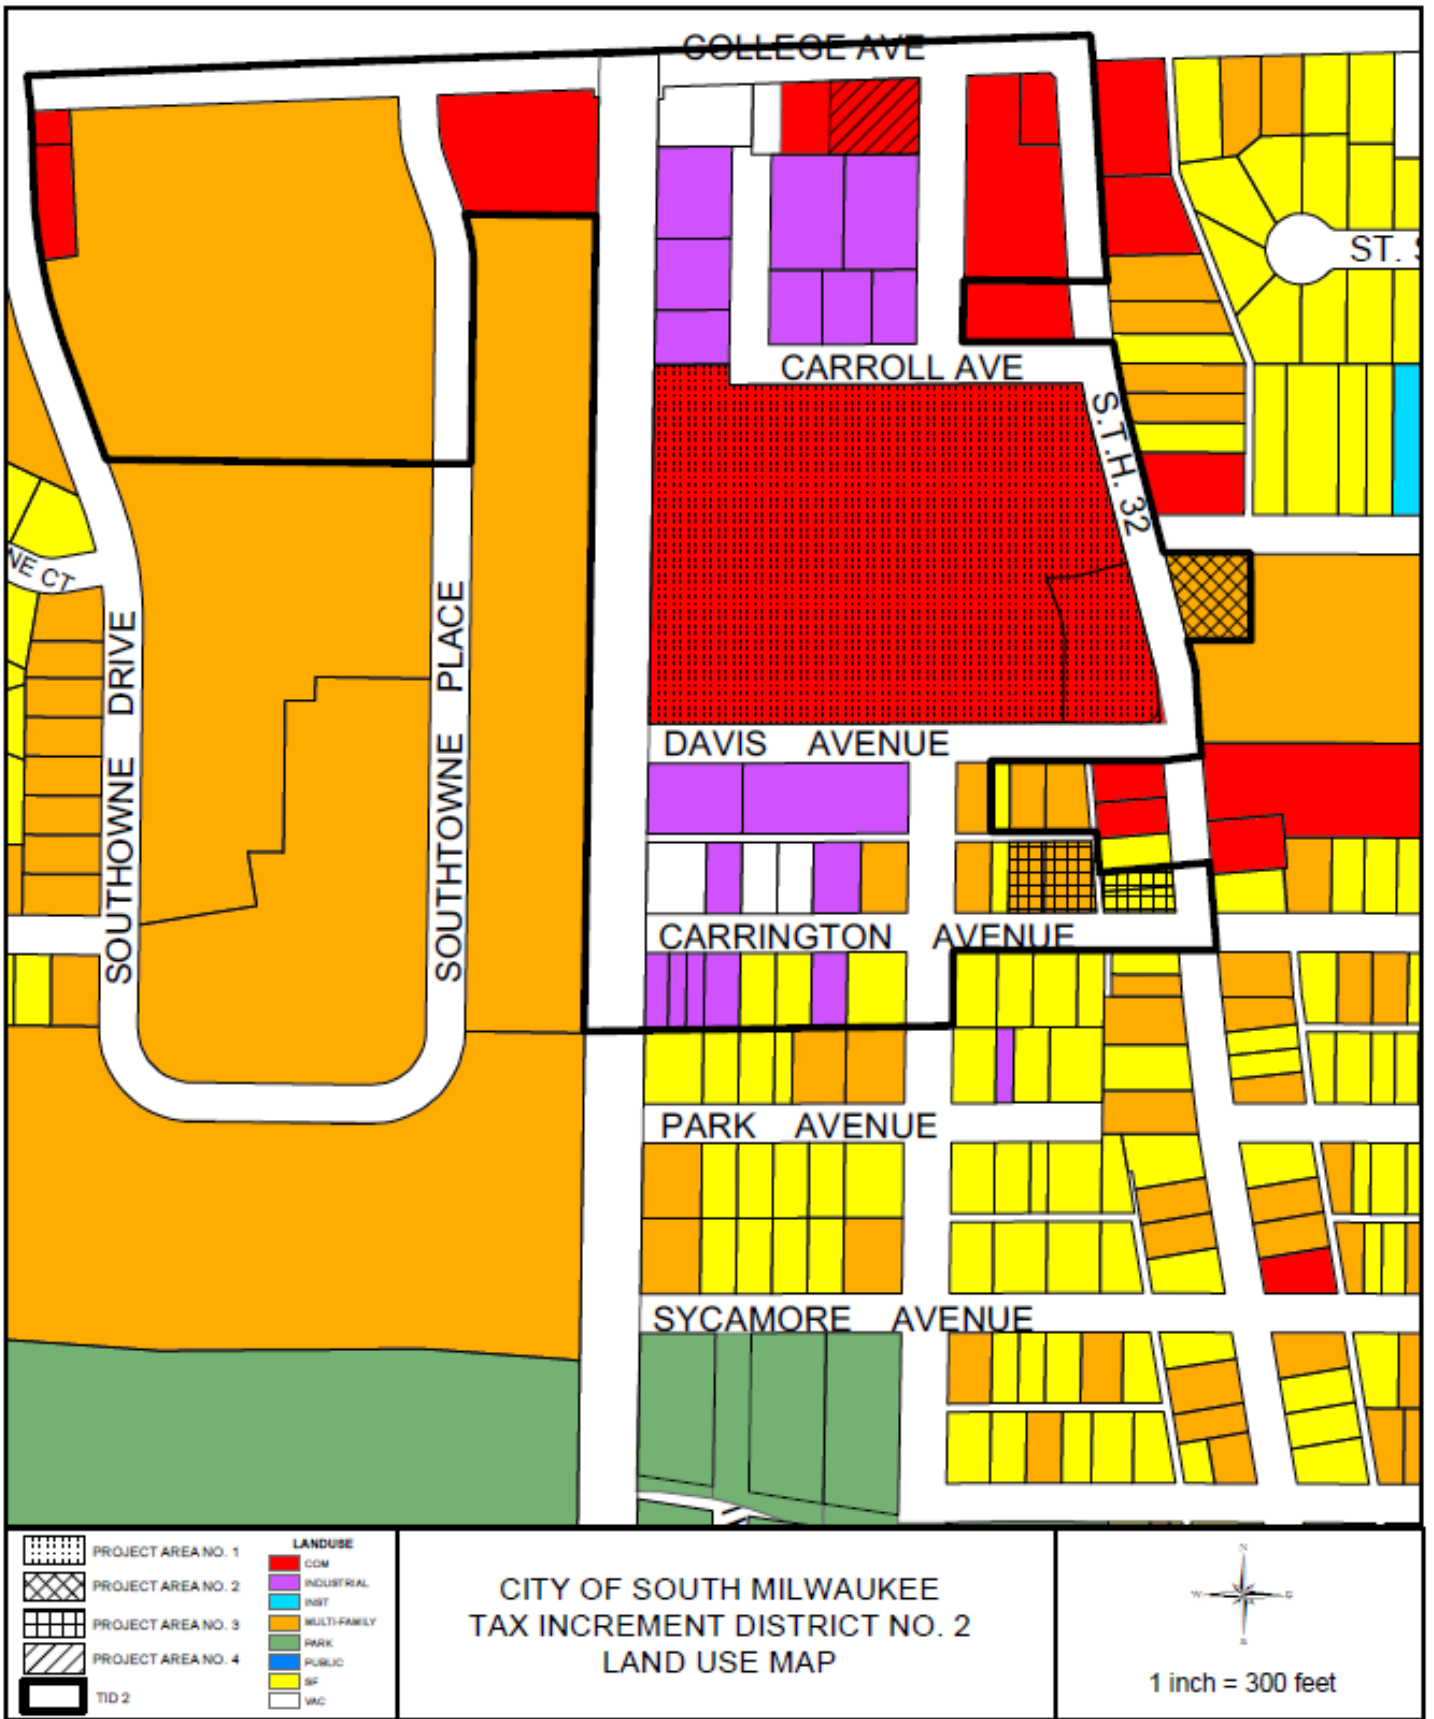 COLLEGE AVE
ST. S
CARROLL AVE
S.T.H. 32
NE CT
SOUTHOWNE DRIVE
SOUTHTOWNE PLACE
DAVIS AVENUE
CARRINGTON AVENUE
PARK AVENUE
SYCAMORE AVENUE
PROJECT AREA NO. 1
PROJECT AREA NO. 2
PROJECT AREA NO. 3
PROJECT AREA NO. 4
TID 2
LANDUSE
COM
INDUSTRIAL
INST
MULTI-FAMILY
PARK
PUBLIC
SF
VAC
CITY OF SOUTH MILWAUKEE
TAX INCREMENT DISTRICT NO. 2
LAND USE MAP
N
W E
S
1 inch = 300 feet